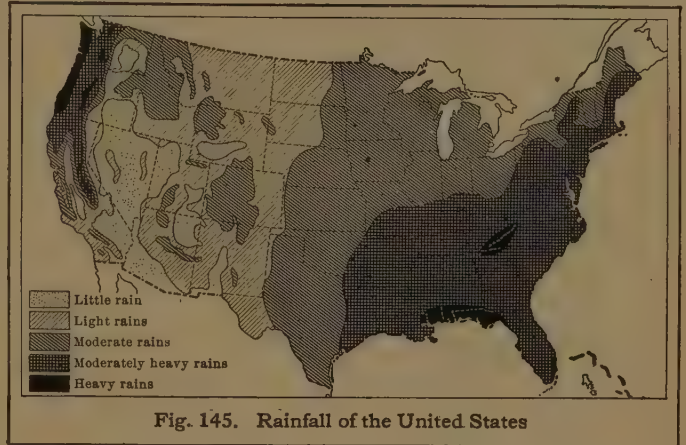 Little rain
Light rains
Moderate rains
Moderately heavy rains
Heavy rains
Fig. 145. Rainfall of the United States